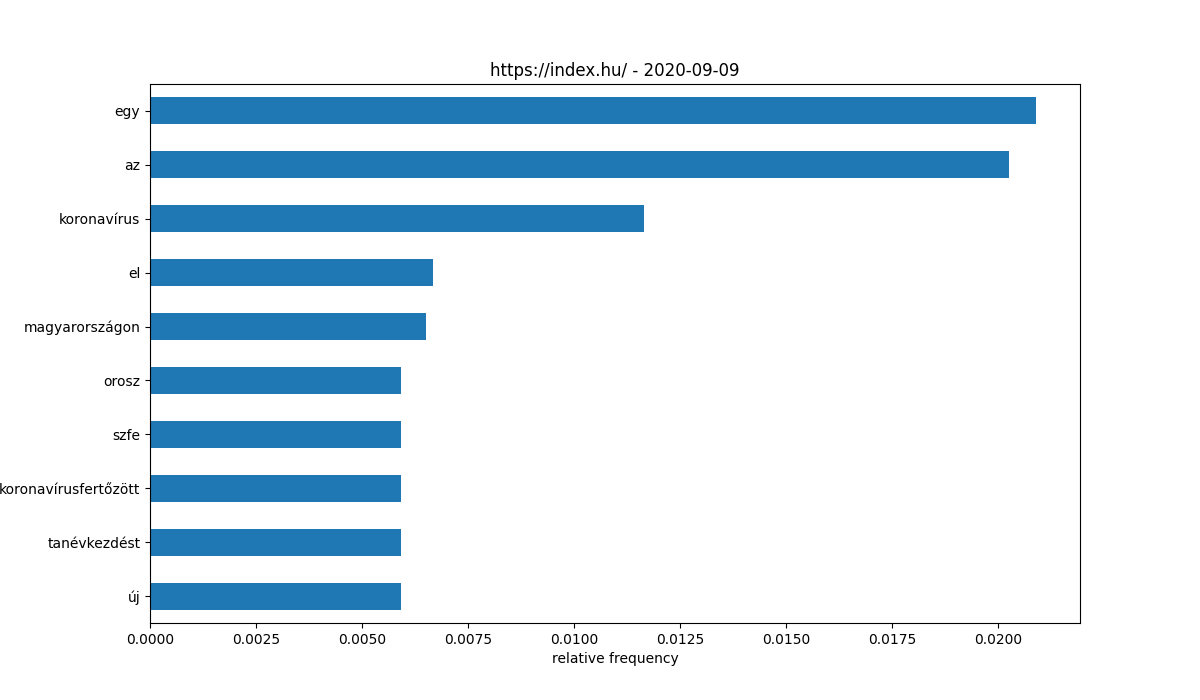 https://index.hu/ - 2020-09-09
egy
az
koronavírus
el
magyarországon
orosz
szfe
koronavírusfertőzött
tanévkezdést
új
0.0000 0.0025 0.0050 0.0075 0.0100 0.0125 0.0150 0.0175 0.0200
relative frequency